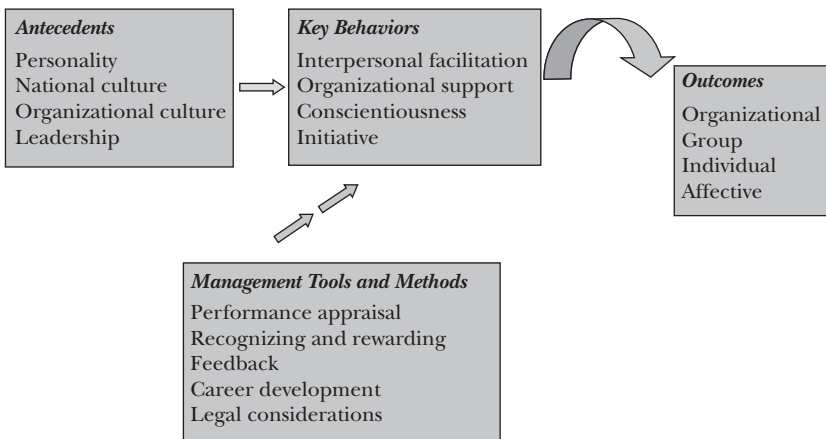 Antecedents
Personality
National culture
Organizational culture
Leadership
Key Behaviors
Interpersonal facilitation
Organizational support
Conscientiousness
Initiative
Outcomes
Organizational
Group
Individual
Affective
Management Tools and Methods
Performance appraisal
Recognizing and rewarding
Feedback
Career development
Legal considerations